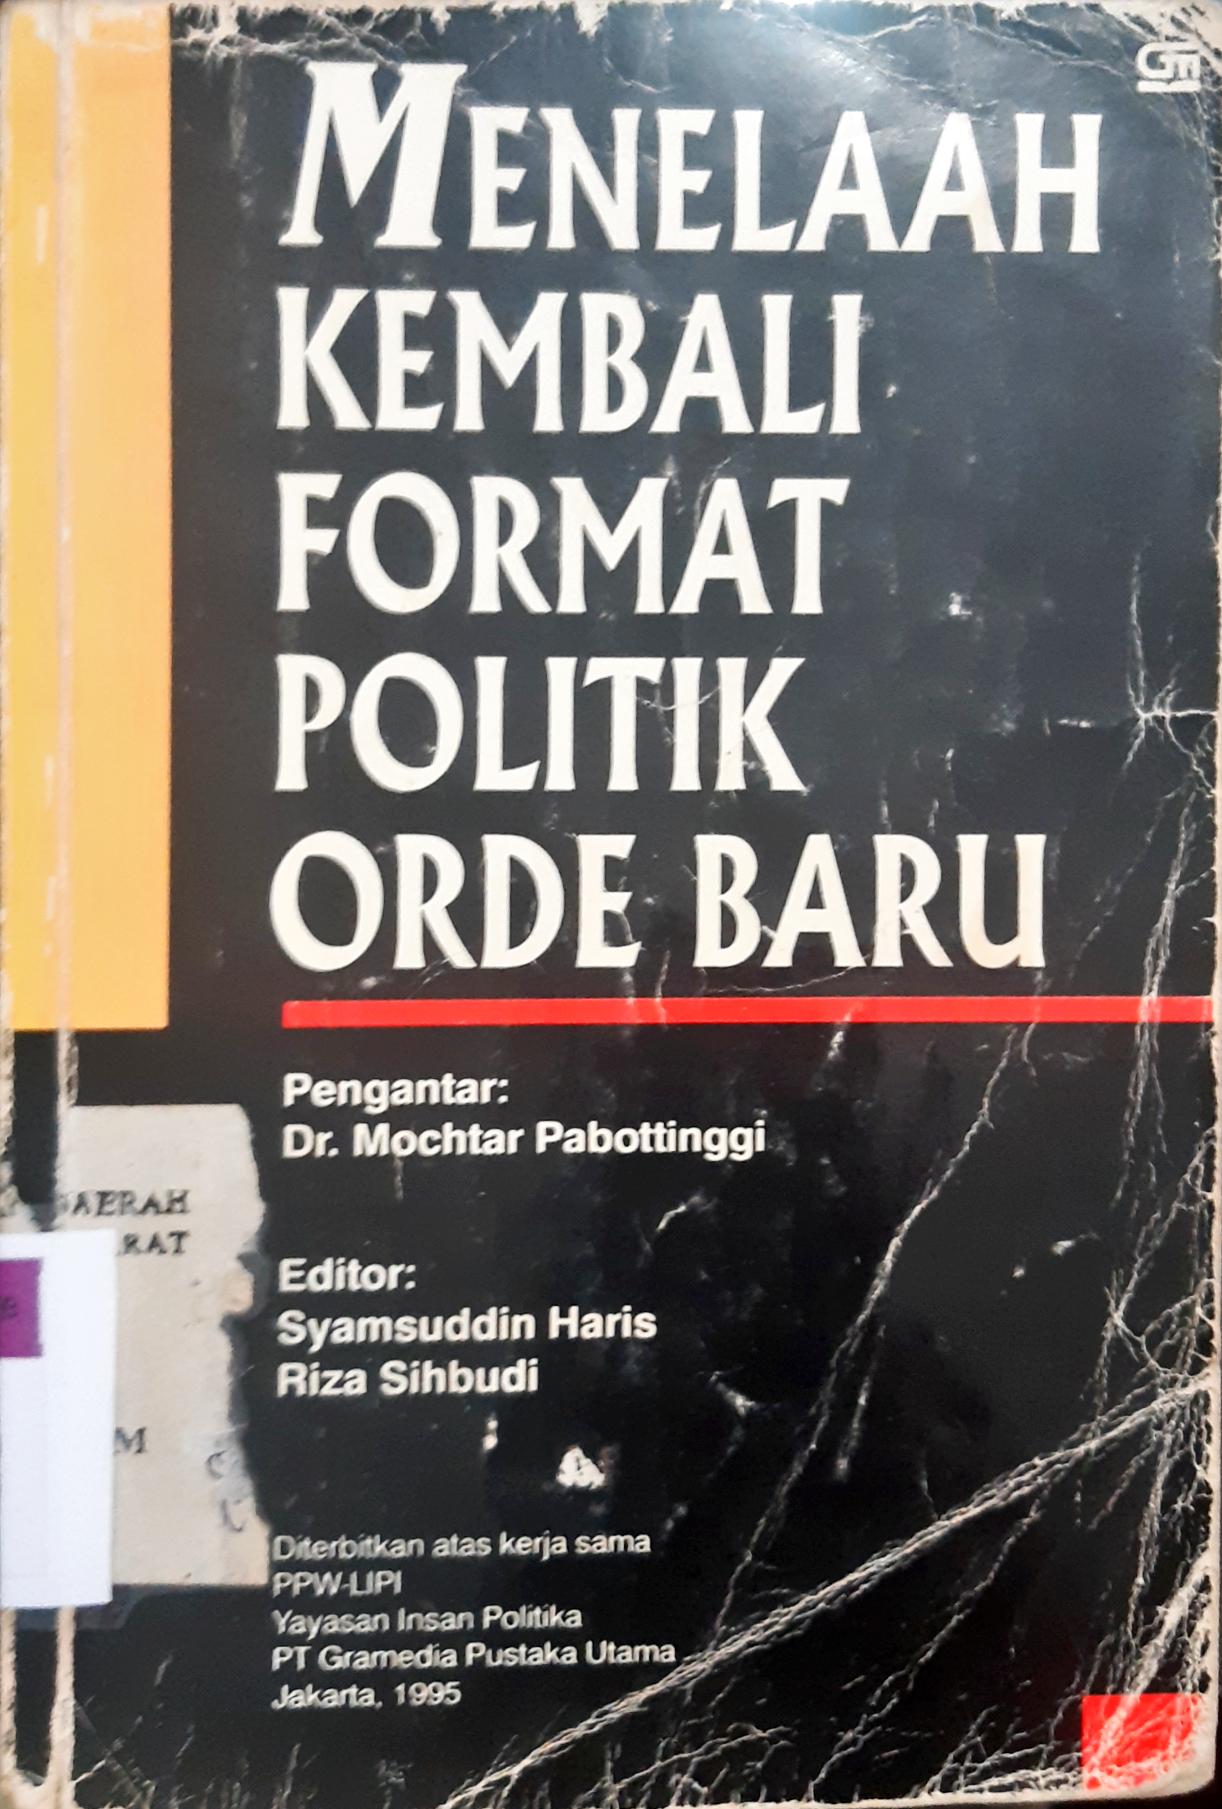 GM
MENELAAH
KEMBALI
FORMAT
POLITIK
ORDE BARU
Pengantar:
Dr. Mochtar Pabottinggi
Editor:
Syamsuddin Haris
Riza Sihbudi
Diterbitkan atas kerja sama
PPW-LIPI
Yayasan Insan Politika
PT Gramedia Pustaka Utama
Jakarta, 1995
DAERAH